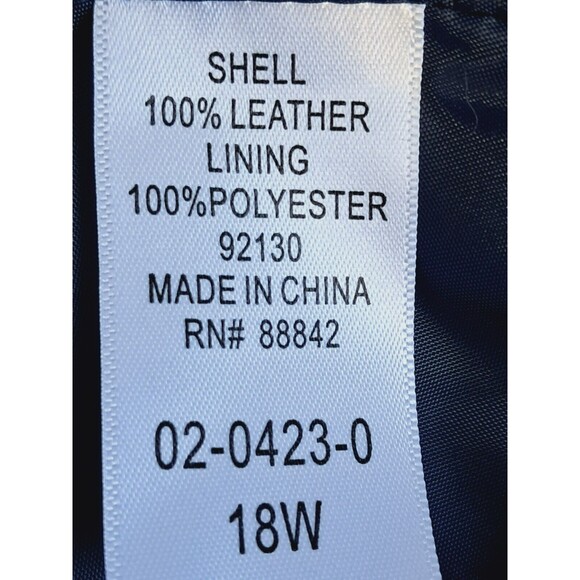 SHELL
100% LEATHER
LINING
100%POLYESTER
92130
MADE IN CHINA
RN# 88842
02-0423-0
18W